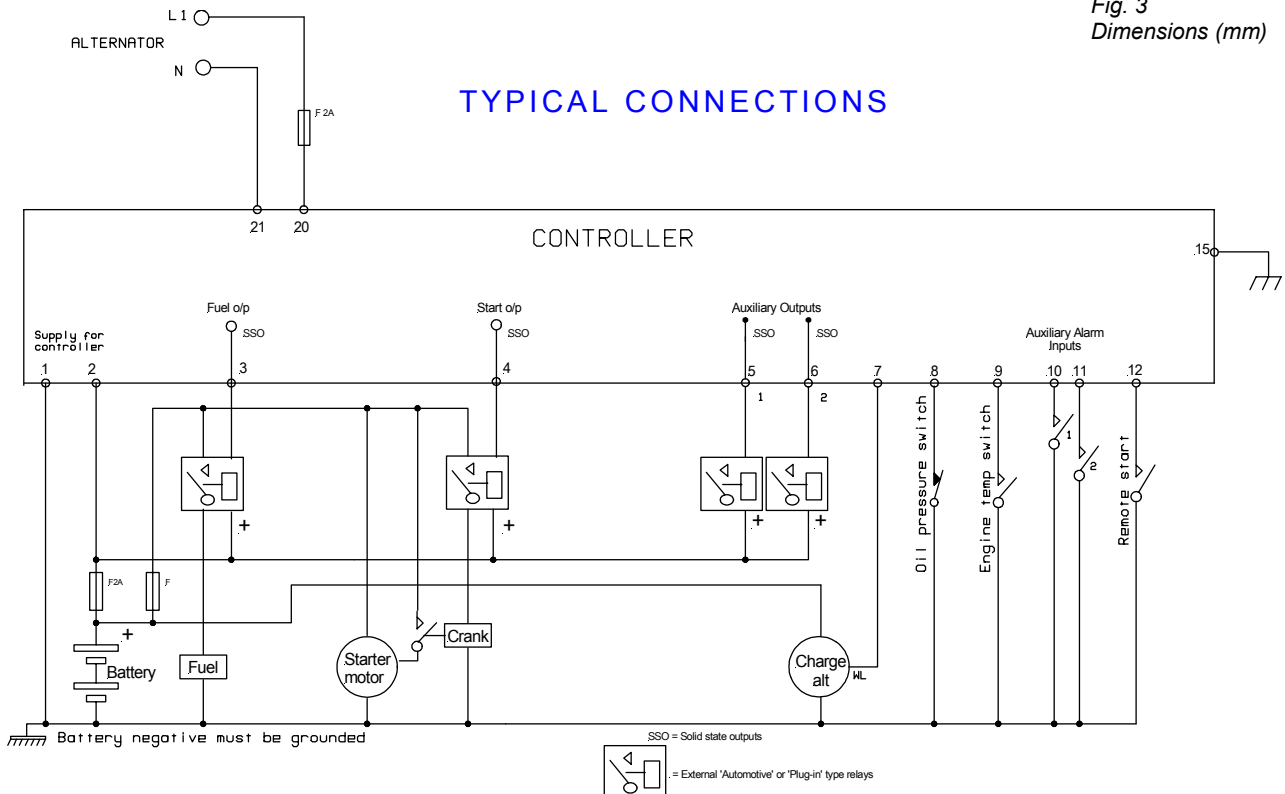 Fig. 3
Dimensions (mm)
L1
ALTERNATOR
N
F 2A
TYPICAL CONNECTIONS
21 20
CONTROLLER
15
Fuel o/p
SSO
Start o/p
SSO
Auxiliary Outputs
SSO SSO
Supply for
controller
Auxiliary Alarm
Inputs
1 2 3 4 5 6 7 8 9 10 11 12
1 2
Oil pressure switch
Engine temp switch
1
2
Remote start
+ + + +
F2A F
+
Battery
Fuel
Starter
motor
Crank
Charge
alt
WL
Battery negative must be grounded
SSO = Solid state outputs
= External 'Automotive' or 'Plug-in' type relays